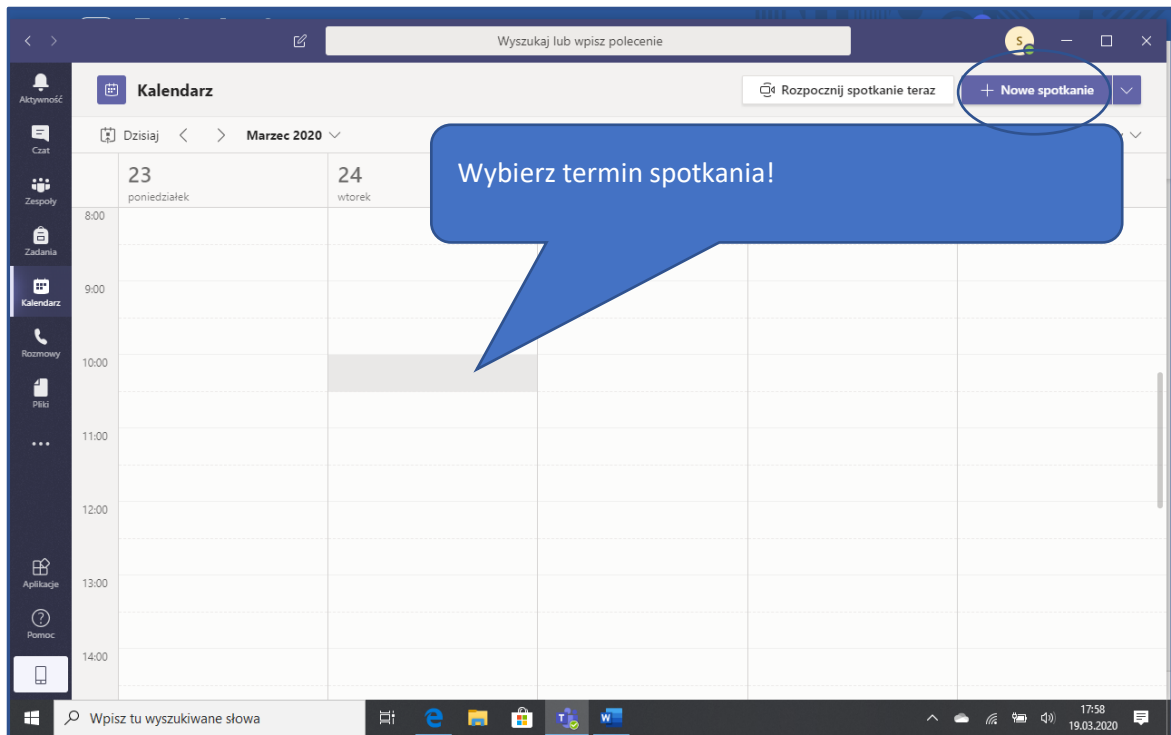 Wyszukaj lub wpisz polecenie
S
Aktywność
Kalendarz
Rozpocznij spotkanie teraz
+ Nowe spotkanie
Czat
Dzisiaj
Marzec 2020
Wybierz termin spotkania!
Zespoły
23
poniedziałek
24
wtorek
Zadania
Kalendarz
Rozmowy
Pliki
8:00
9:00
10:00
11:00
12:00
13:00
14:00
Aplikacje
Pomoc
Wpisz tu wyszukiwane słowa
17:58
19.03.2020